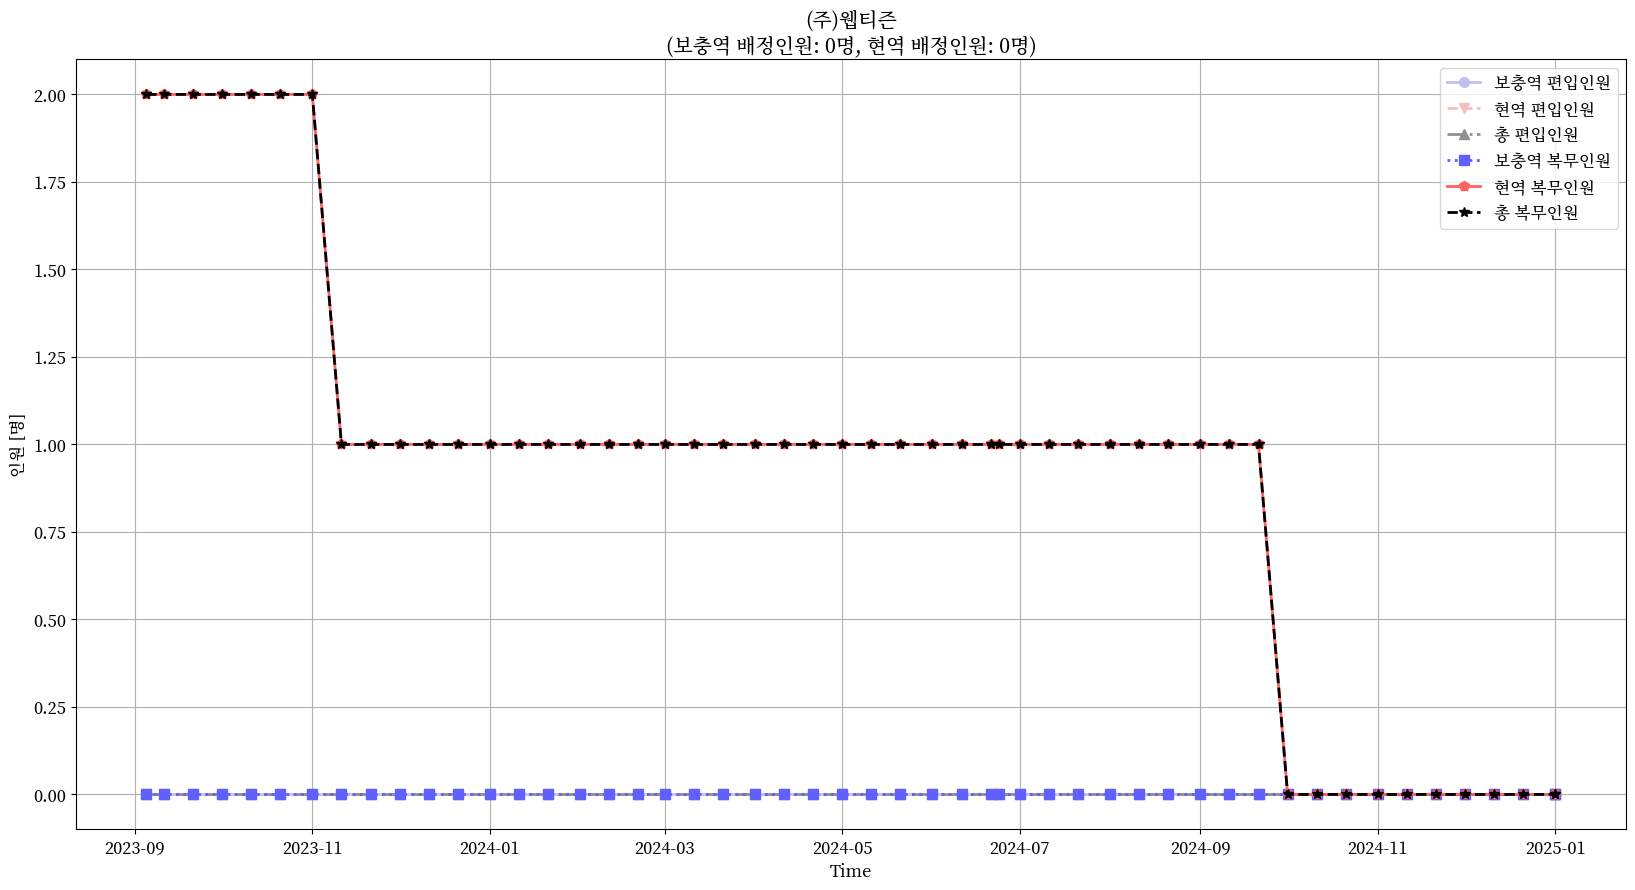 (주)웹티즌
(보충역 배정인원: 0명, 현역 배정인원: 0명)
보충역 편입인원
현역 편입인원
총 편입인원
보충역 복무인원
현역 복무인원
총 복무인원
인원 [명]
2.00
1.75
1.50
1.25
1.00
0.75
0.50
0.25
0.00
2023-09 2023-11 2024-01 2024-03 2024-05 2024-07 2024-09 2024-11 2025-01
Time